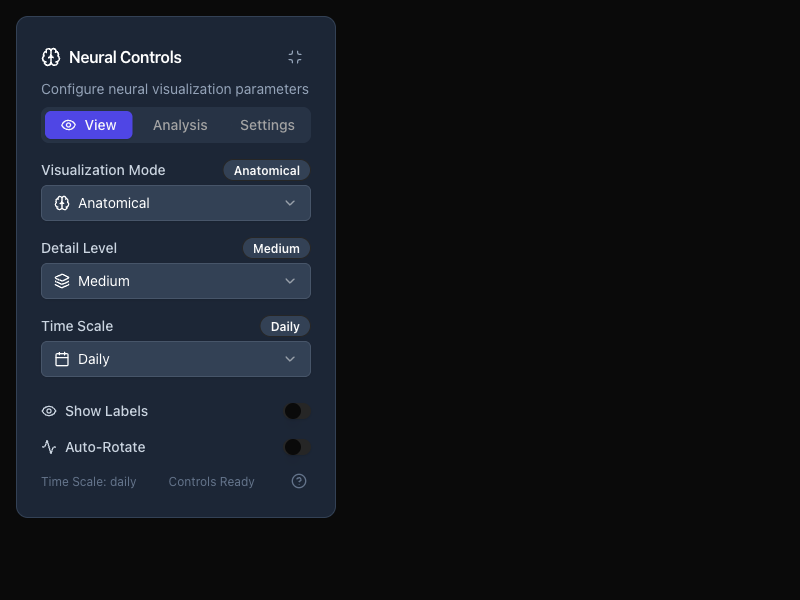 Neural Controls
Configure neural visualization parameters
View Analysis Settings
Visualization Mode Anatomical
Anatomical
Detail Level Medium
Medium
Time Scale Daily
Daily
Show Labels
Auto-Rotate
Time Scale: daily Controls Ready